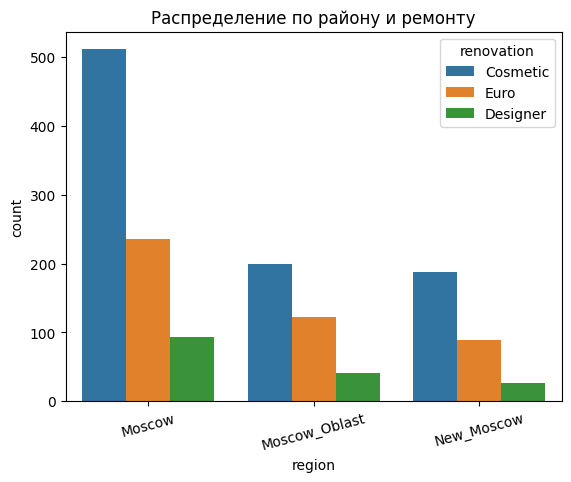 Распределение по району и ремонту
renovation
Cosmetic
Euro
Designer
count
500
400
300
200
100
0
Moscow
Moscow_Oblast
New_Moscow
region